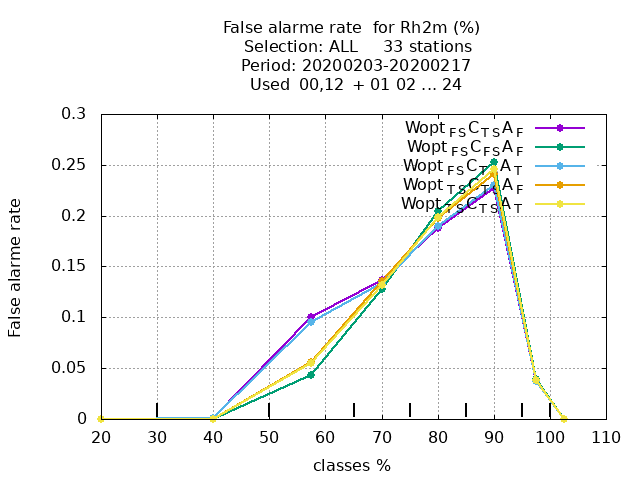 False alarme rate  for Rh2m (%)
Selection: ALL     33 stations
Period: 20200203-20200217
Used  00,12  + 01 02 ... 24
0.3
0.25
0.2
0.15
0.1
0.05
0
False alarme rate
Wopt FS C TS A F
Wopt FS C FS A F
Wopt FS C TS A T
Wopt TS C TS A F
Wopt TS C TS A T
20 30 40 50 60 70 80 90 100 110
classes %